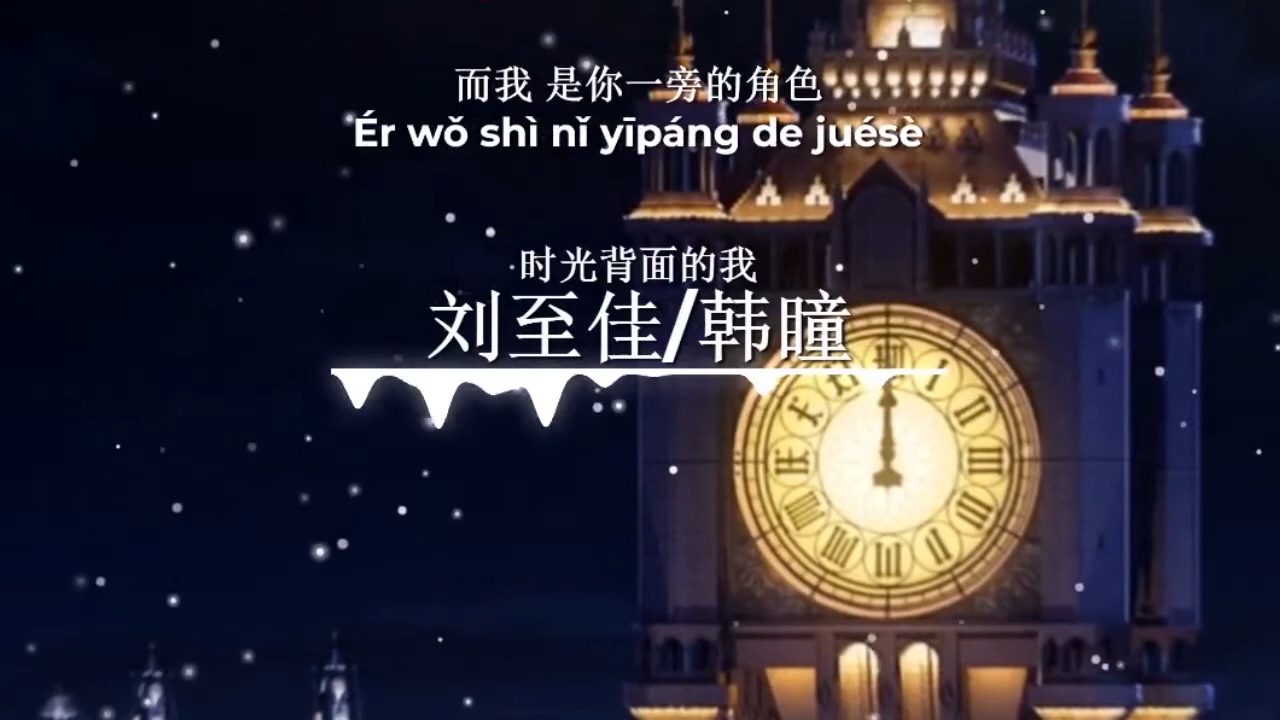 而我 是你一旁的角色
Ér wǒ shì nǐ yīpáng de juésè
时光背面的我
刘至佳/韩瞳